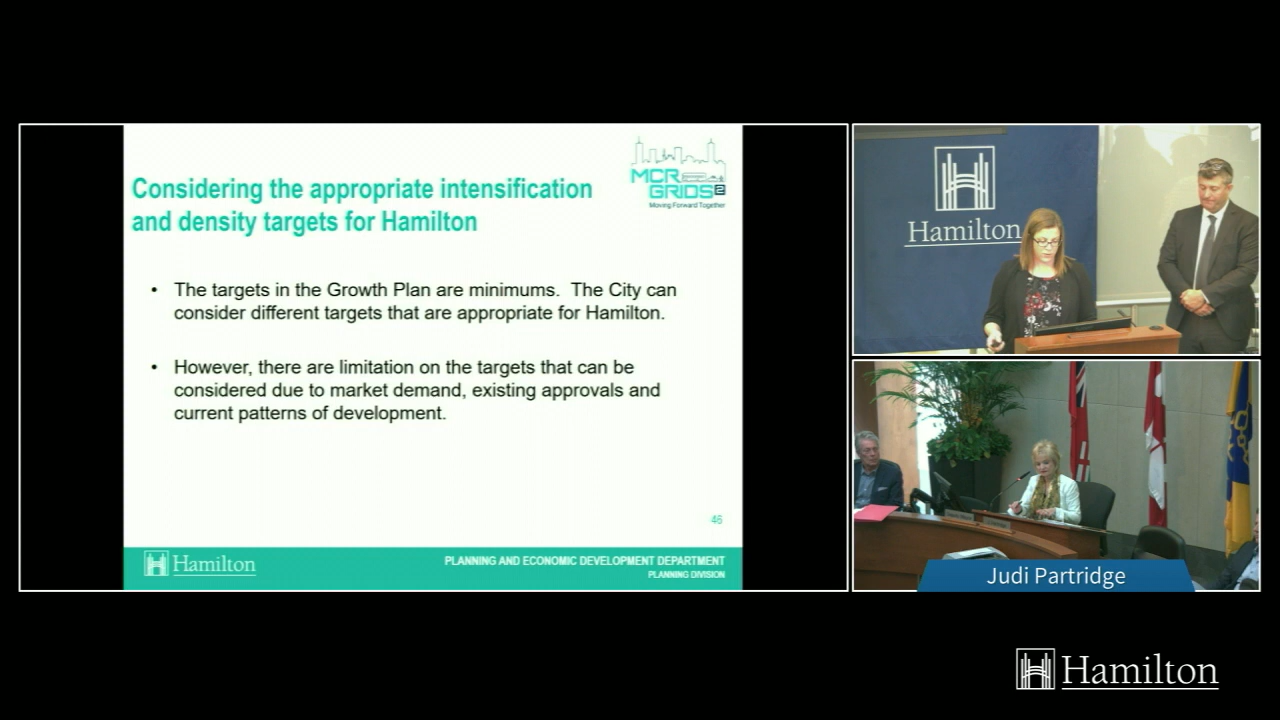 Considering the appropriate intensification
and density targets for Hamilton
MCR
GRIDS2
Moving Forward Together
• The targets in the Growth Plan are minimums. The City can
consider different targets that are appropriate for Hamilton.
• However, there are limitation on the targets that can be
considered due to market demand, existing approvals and
current patterns of development.
46
Hamilton
PLANNING AND ECONOMIC DEVELOPMENT DEPARTMENT
PLANNING DIVISION
Hamilton
Judi Partridge
Hamilton